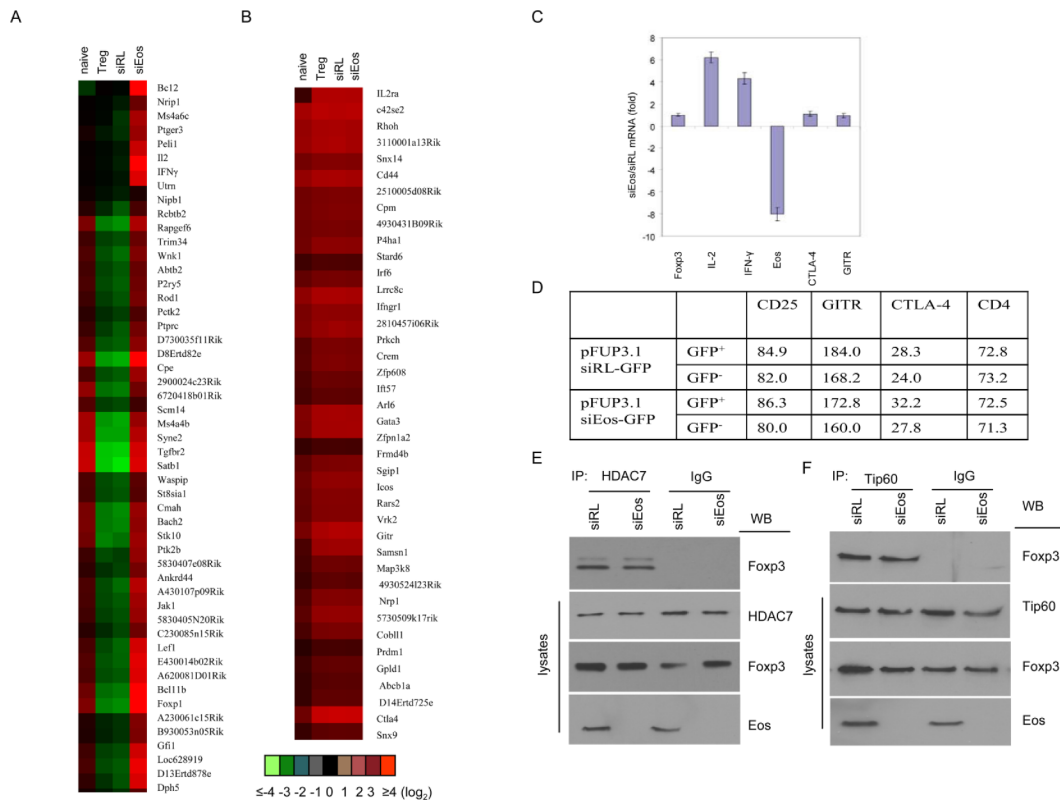 A
naive
Treg
siRL
siEos
Bc12
Nrip1
Ms4a6c
Ptger3
Peli1
Il2
IFNγ
Utrn
Nipb1
Rcbtb2
Rapgef6
Trim34
Wnk1
Abtb2
P2ry5
Rod1
Pctk2
Ptprc
D730035f11Rik
D8Ertd82e
Cpe
2900024c23Rik
6720418b01Rik
Scm14
Ms4a4b
Syne2
Tgfbr2
Satb1
Waspip
St8sia1
Cmah
Bach2
Stk10
Ptk2b
5830407e08Rik
Ankrd44
A430107p09Rik
Jak1
5830405N20Rik
C230085n15Rik
Lef1
E430014b02Rik
A620081D01Rik
Bcl11b
Foxp1
A230061c15Rik
B930053n05Rik
Gfi1
Loc628919
D13Ertd878e
Dph5
B
naive
Treg
siRL
siEos
IL2ra
c42se2
Rhoh
3110001a13Rik
Snx14
Cd44
2510005d08Rik
Cpm
4930431B09Rik
P4ha1
Stard6
Irf6
Lrrc8c
Ifngr1
2810457i06Rik
Prkch
Crem
Zfp608
Ift57
Arl6
Gata3
Zfpn1a2
Frmd4b
Sgip1
Icos
Rars2
Vrk2
Gitr
Samsn1
Map3k8
4930524l23Rik
Nrp1
5730509k17rik
Cobll1
Prdm1
Gpld1
Abcb1a
D14Ertd725e
Ctla4
Snx9
≤-4 -3 -2 -1 0 1 2 3 ≥4 (log2)
C
siEos/siRL mRNA (fold)
8
6
4
2
0
-2
-4
-6
-8
-10
Foxp3
IL-2
IFN-γ
Eos
CTLA-4
GITR
D
CD25 GITR CTLA-4 CD4
pFUP3.1 siRL-GFP GFP+ 84.9 184.0 28.3 72.8
GFP- 82.0 168.2 24.0 73.2
pFUP3.1 siEos-GFP GFP+ 86.3 172.8 32.2 72.5
GFP- 80.0 160.0 27.8 71.3
E
IP: HDAC7 IgG
siRL siEos siRL siEos
WB
Foxp3
HDAC7
Foxp3
Eos
lysates
F
IP: Tip60 IgG
siRL siEos siRL siEos
WB
Foxp3
Tip60
Foxp3
Eos
lysates